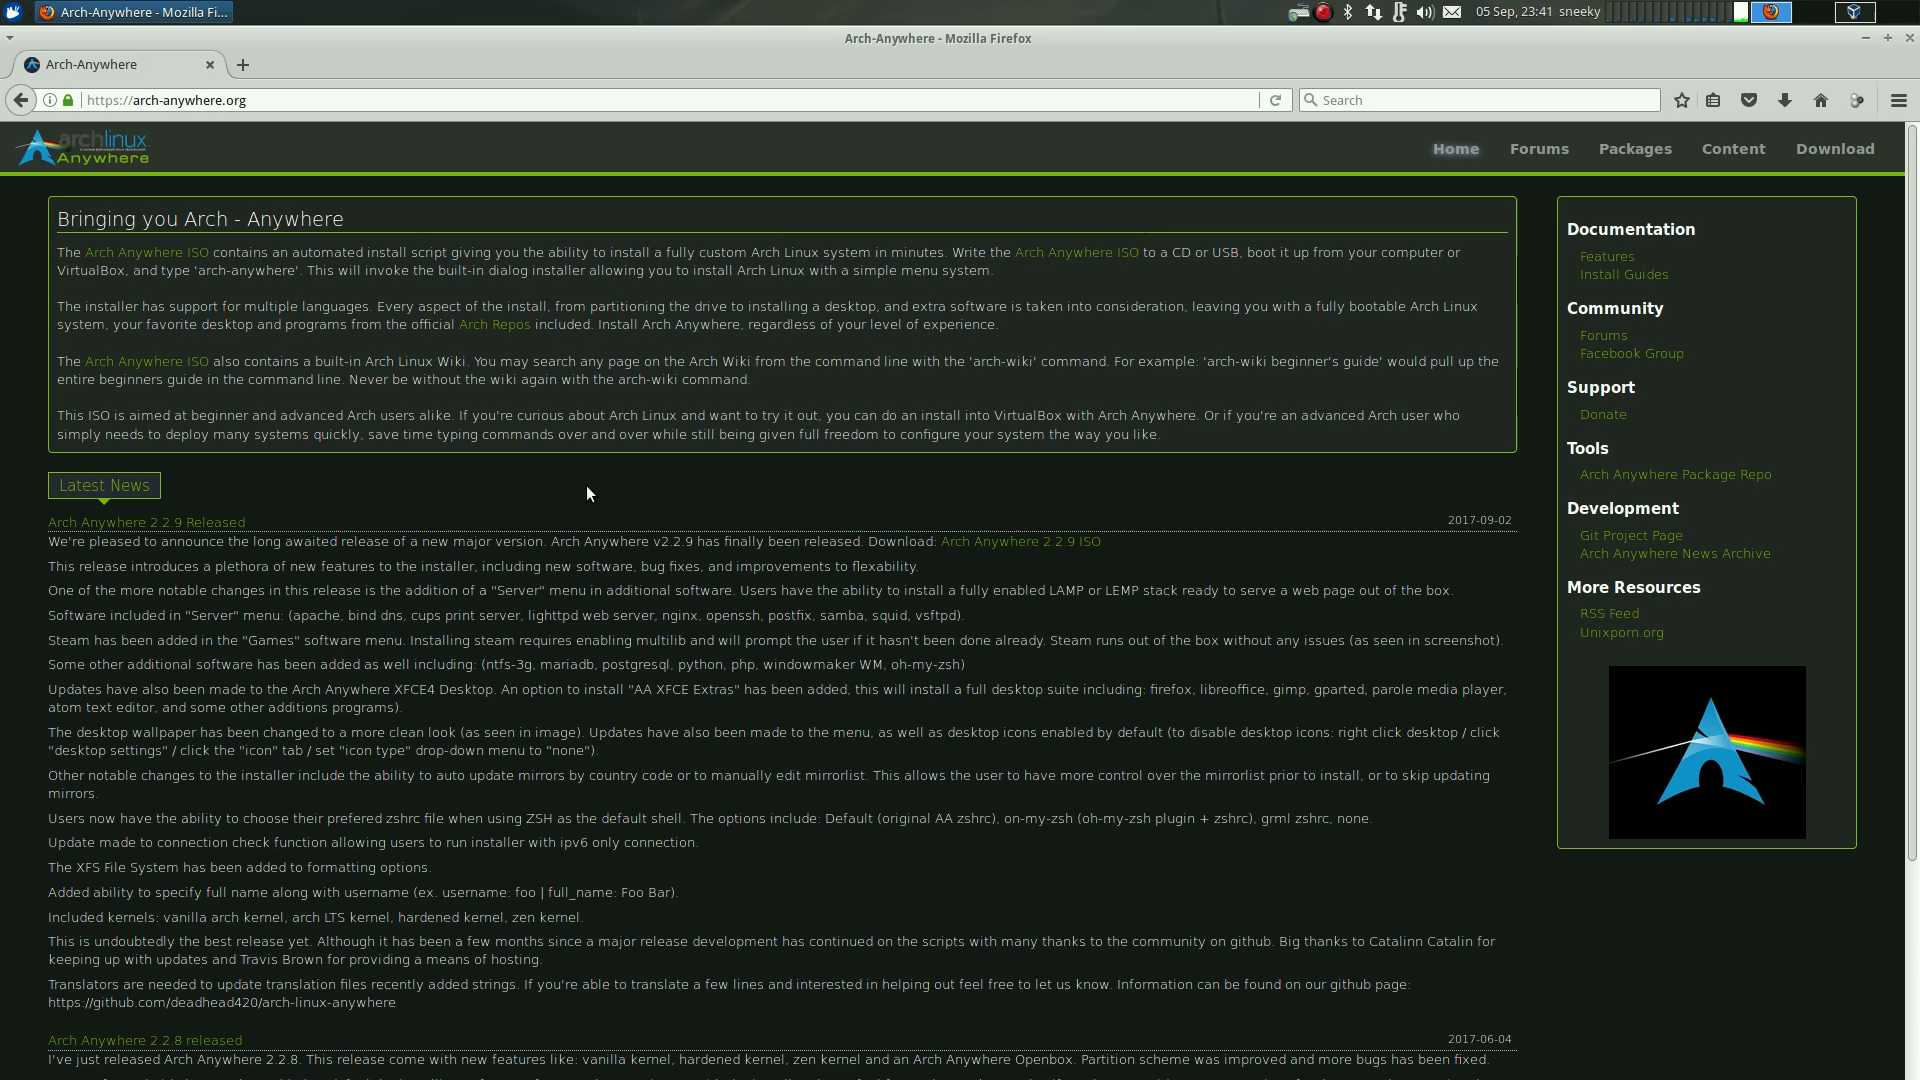 Arch-Anywhere - Mozilla Fi...
05 Sep, 23:41 sneeky
Arch-Anywhere - Mozilla Firefox
Arch-Anywhere
https://arch-anywhere.org
Search
archlinux
Anywhere
Home Forums Packages Content Download
Bringing you Arch - Anywhere
The Arch Anywhere ISO contains an automated install script giving you the ability to install a fully custom Arch Linux system in minutes. Write the Arch Anywhere ISO to a CD or USB, boot it up from your computer or
VirtualBox, and type 'arch-anywhere'. This will invoke the built-in dialog installer allowing you to install Arch Linux with a simple menu system.
The installer has support for multiple languages. Every aspect of the install, from partitioning the drive to installing a desktop, and extra software is taken into consideration, leaving you with a fully bootable Arch Linux
system, your favorite desktop and programs from the official Arch Repos included. Install Arch Anywhere, regardless of your level of experience.
The Arch Anywhere ISO also contains a built-in Arch Linux Wiki. You may search any page on the Arch Wiki from the command line with the 'arch-wiki' command. For example: 'arch-wiki beginner's guide' would pull up the
entire beginners guide in the command line. Never be without the wiki again with the arch-wiki command.
This ISO is aimed at beginner and advanced Arch users alike. If you're curious about Arch Linux and want to try it out, you can do an install into VirtualBox with Arch Anywhere. Or if you're an advanced Arch user who
simply needs to deploy many systems quickly, save time typing commands over and over while still being given full freedom to configure your system the way you like.
Latest News
Arch Anywhere 2.2.9 Released 2017-09-02
We're pleased to announce the long awaited release of a new major version. Arch Anywhere v2.2.9 has finally been released. Download: Arch Anywhere 2.2.9 ISO
This release introduces a plethora of new features to the installer, including new software, bug fixes, and improvements to flexability.
One of the more notable changes in this release is the addition of a "Server" menu in additional software. Users have the ability to install a fully enabled LAMP or LEMP stack ready to serve a web page out of the box.
Software included in "Server" menu: (apache, bind dns, cups print server, lighttpd web server, nginx, openssh, postfix, samba, squid, vsftpd).
Steam has been added in the "Games" software menu. Installing steam requires enabling multilib and will prompt the user if it hasn't been done already. Steam runs out of the box without any issues (as seen in screenshot).
Some other additional software has been added as well including: (ntfs-3g, mariadb, postgresql, python, php, windowmaker WM, oh-my-zsh)
Updates have also been made to the Arch Anywhere XFCE4 Desktop. An option to install "AA XFCE Extras" has been added, this will install a full desktop suite including: firefox, libreoffice, gimp, gparted, parole media player,
atom text editor, and some other additions programs).
The desktop wallpaper has been changed to a more clean look (as seen in image). Updates have also been made to the menu, as well as desktop icons enabled by default (to disable desktop icons: right click desktop / click
"desktop settings" / click the "icon" tab / set "icon type" drop-down menu to "none").
Other notable changes to the installer include the ability to auto update mirrors by country code or to manually edit mirrorlist. This allows the user to have more control over the mirrorlist prior to install, or to skip updating
mirrors.
Users now have the ability to choose their prefered zshrc file when using ZSH as the default shell. The options include: Default (original AA zshrc), on-my-zsh (oh-my-zsh plugin + zshrc), grml zshrc, none.
Update made to connection check function allowing users to run installer with ipv6 only connection.
The XFS File System has been added to formatting options.
Added ability to specify full name along with username (ex. username: foo | full_name: Foo Bar).
Included kernels: vanilla arch kernel, arch LTS kernel, hardened kernel, zen kernel.
This is undoubtedly the best release yet. Although it has been a few months since a major release development has continued on the scripts with many thanks to the community on github. Big thanks to Catalinn Catalin for
keeping up with updates and Travis Brown for providing a means of hosting.
Translators are needed to update translation files recently added strings. If you're able to translate a few lines and interested in helping out feel free to let us know. Information can be found on our github page:
https://github.com/deadhead420/arch-linux-anywhere
Arch Anywhere 2.2.8 released 2017-06-04
I've just released Arch Anywhere 2.2.8. This release come with new features like: vanilla kernel, hardened kernel, zen kernel and an Arch Anywhere Openbox. Partition scheme was improved and more bugs has been fixed.
Documentation
Features
Install Guides
Community
Forums
Facebook Group
Support
Donate
Tools
Arch Anywhere Package Repo
Development
Git Project Page
Arch Anywhere News Archive
More Resources
RSS Feed
Unixporn.org